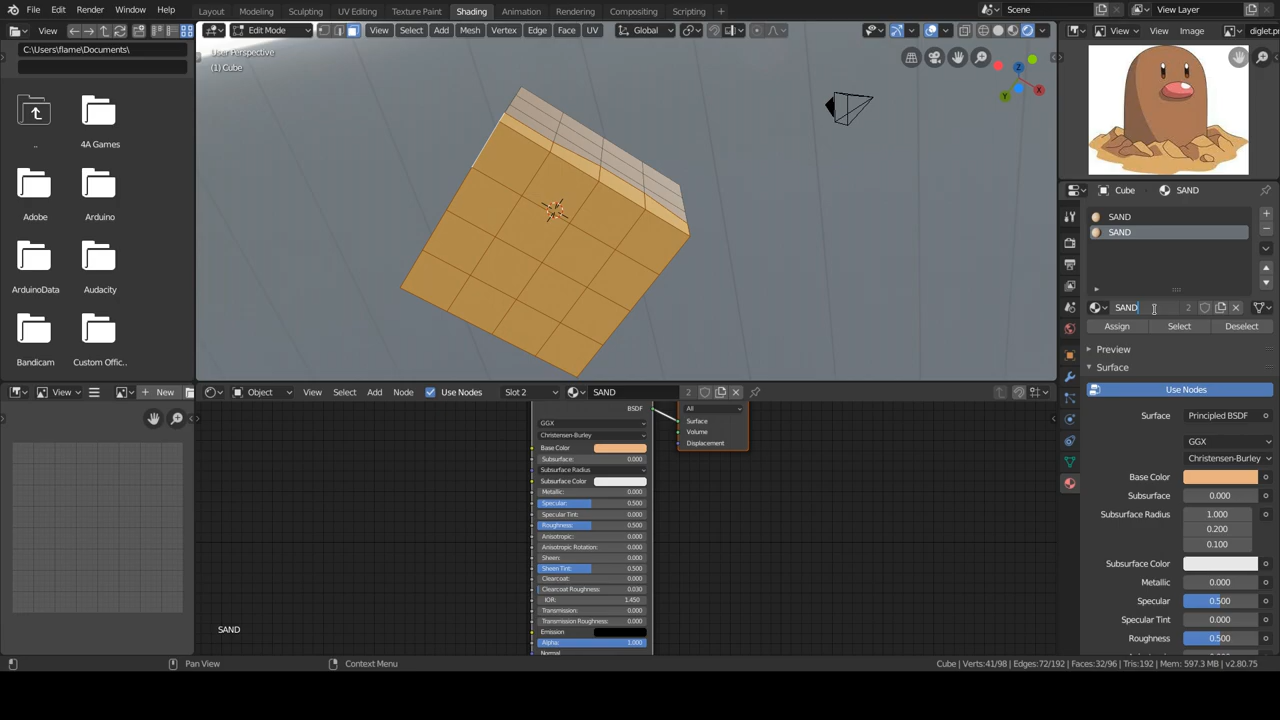 File Edit Render Window Help
Layout Modeling Sculpting UV Editing Texture Paint Shading Animation Rendering Compositing Scripting
Scene
View Layer
View
C:\Users\flame\Documents\
..
4A Games
Adobe
Arduino
ArduinoData
Audacity
Bandicam
Custom Offic..
Edit Mode
View Select Add Mesh Vertex Edge Face UV
Global
User Perspective
(1) Cube
Z
X
Y
View
View Image
diglet.p
Cube
SAND
SAND
SAND
SAND
2
Assign
Select
Deselect
Preview
Surface
Use Nodes
Surface
Principled BSDF
GGX
Christensen-Burley
Base Color
Subsurface
0.000
Subsurface Radius
1.000
0.200
0.100
Subsurface Color
Metallic
0.000
Specular
0.500
Specular Tint
0.000
Roughness
0.500
View
New
Object
View Select Add Node
Use Nodes
Slot 2
SAND
2
BSDF
GGX
Christensen-Burley
Base Color
Subsurface: 0.000
Subsurface Radius
Subsurface Color
Metallic: 0.000
Specular: 0.500
Specular Tint: 0.000
Roughness: 0.500
Anisotropic: 0.000
Anisotropic Rotation: 0.000
Sheen: 0.000
Sheen Tint: 0.500
Clearcoat: 0.000
Clearcoat Roughness: 0.030
IOR: 1.450
Transmission: 0.000
Transmission Roughness: 0.000
Emission
Alpha: 1.000
Normal
All
Surface
Volume
Displacement
SAND
Pan View
Context Menu
Cube | Verts:41/98 | Edges:72/192 | Faces:32/96 | Tris:192 | Mem: 597.3 MB | v2.80.75